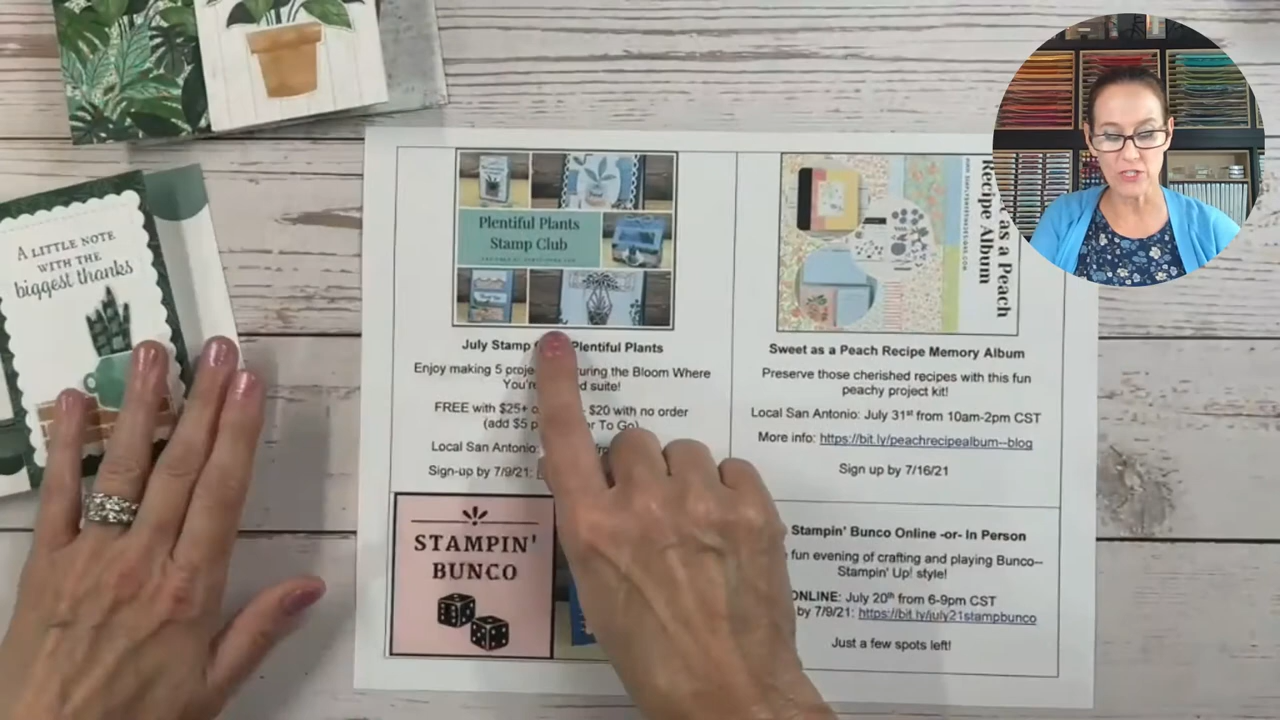 A LITTLE NOTE
WITH THE
biggest thanks
Plentiful Plants
Stamp Club
July Stamp Plentiful Plants
Enjoy making 5 the Bloom Where
You're suite!
FREE with $25+ $20 with no order
(add $5 To Go)
Local San Antonio:
Sign-up by 7/9/21:
as a Peach
Recipe Album
Sweet as a Peach Recipe Memory Album
Preserve those cherished recipes with this fun
peachy project kit!
Local San Antonio: July 31st from 10am-2pm CST
More info: https://bit.ly/peachrecipealbum--blog
Sign up by 7/16/21
STAMPIN'
BUNCO
Stampin' Bunco Online -or- In Person
fun evening of crafting and playing Bunco--
Stampin' Up! style!
ONLINE: July 20th from 6-9pm CST
by 7/9/21: https://bit.ly/july21stampbunco
Just a few spots left!